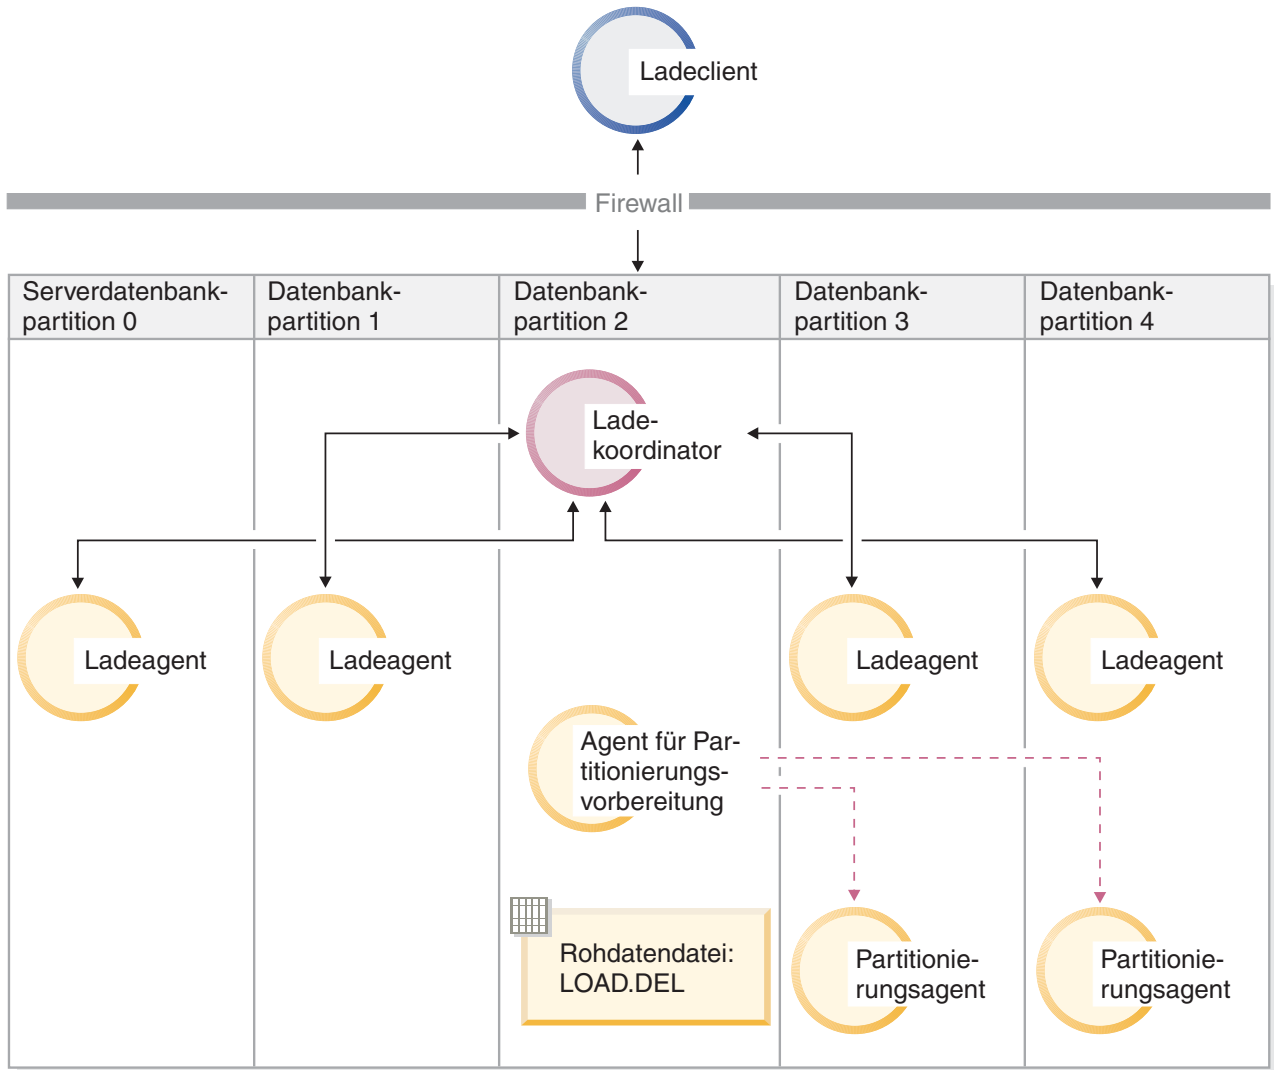 Ladeclient
Firewall
Serverdatenbank-
partition 0
Datenbank-
partition 1
Datenbank-
partition 2
Datenbank-
partition 3
Datenbank-
partition 4
Lade-
koordinator
Ladeagent
Ladeagent
Ladeagent
Ladeagent
Agent für Par-
titionierungs-
vorbereitung
Rohdatendatei:
LOAD.DEL
Partitionie-
rungsagent
Partitionie-
rungsagent